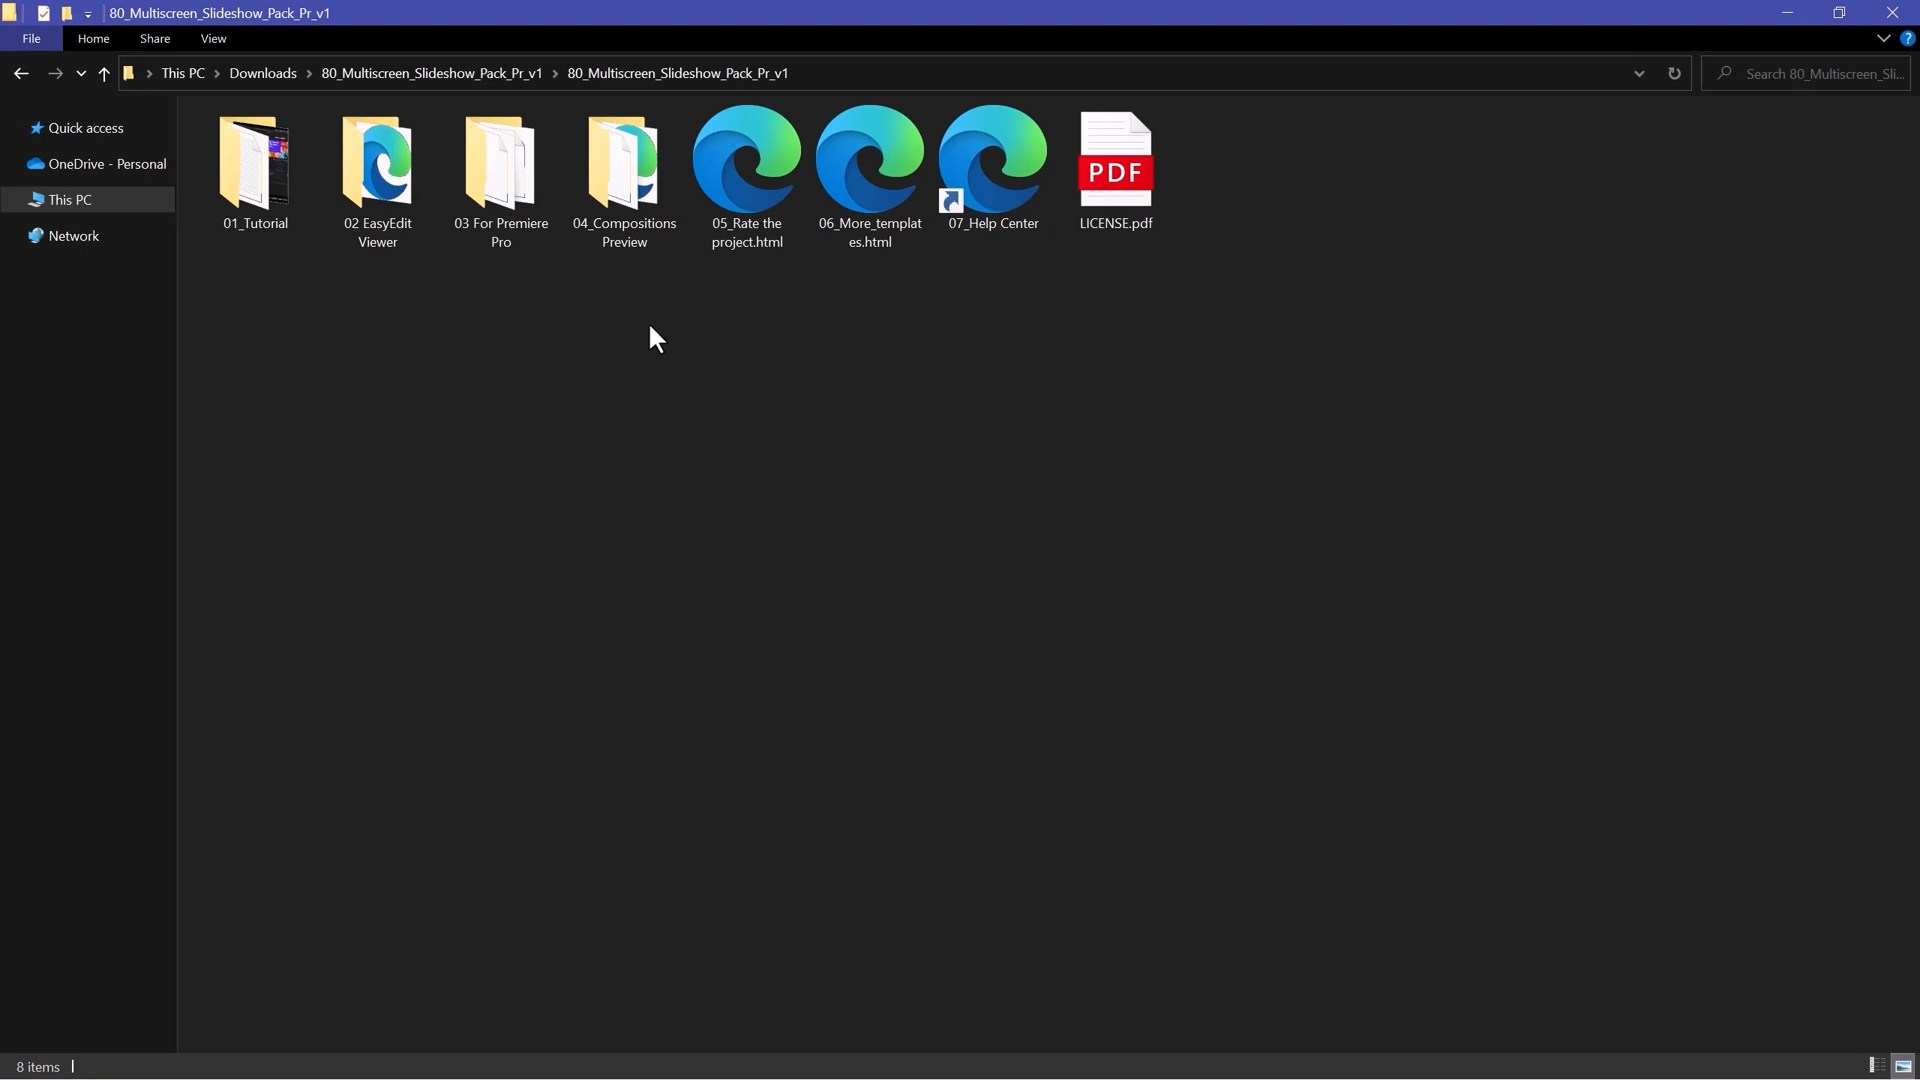 80_Multiscreen_Slideshow_Pack_Pr_v1
File Home Share View
This PC Downloads 80_Multiscreen_Slideshow_Pack_Pr_v1 80_Multiscreen_Slideshow_Pack_Pr_v1
Search 80_Multiscreen_Sli...
Quick access
OneDrive - Personal
This PC
Network
01_Tutorial
02 EasyEdit
Viewer
03 For Premiere
Pro
04_Compositions
Preview
05_Rate the
project.html
06_More_templat
es.html
07_Help Center
PDF
LICENSE.pdf
8 items